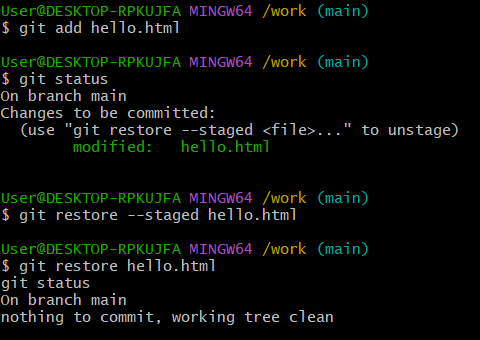 User@DESKTOP-RPKUJFA MINGW64 /work (main)
$ git add hello.html
User@DESKTOP-RPKUJFA MINGW64 /work (main)
$ git status
On branch main
Changes to be committed:
  (use "git restore --staged <file>..." to unstage)
        modified:   hello.html
User@DESKTOP-RPKUJFA MINGW64 /work (main)
$ git restore --staged hello.html
User@DESKTOP-RPKUJFA MINGW64 /work (main)
$ git restore hello.html
git status
On branch main
nothing to commit, working tree clean